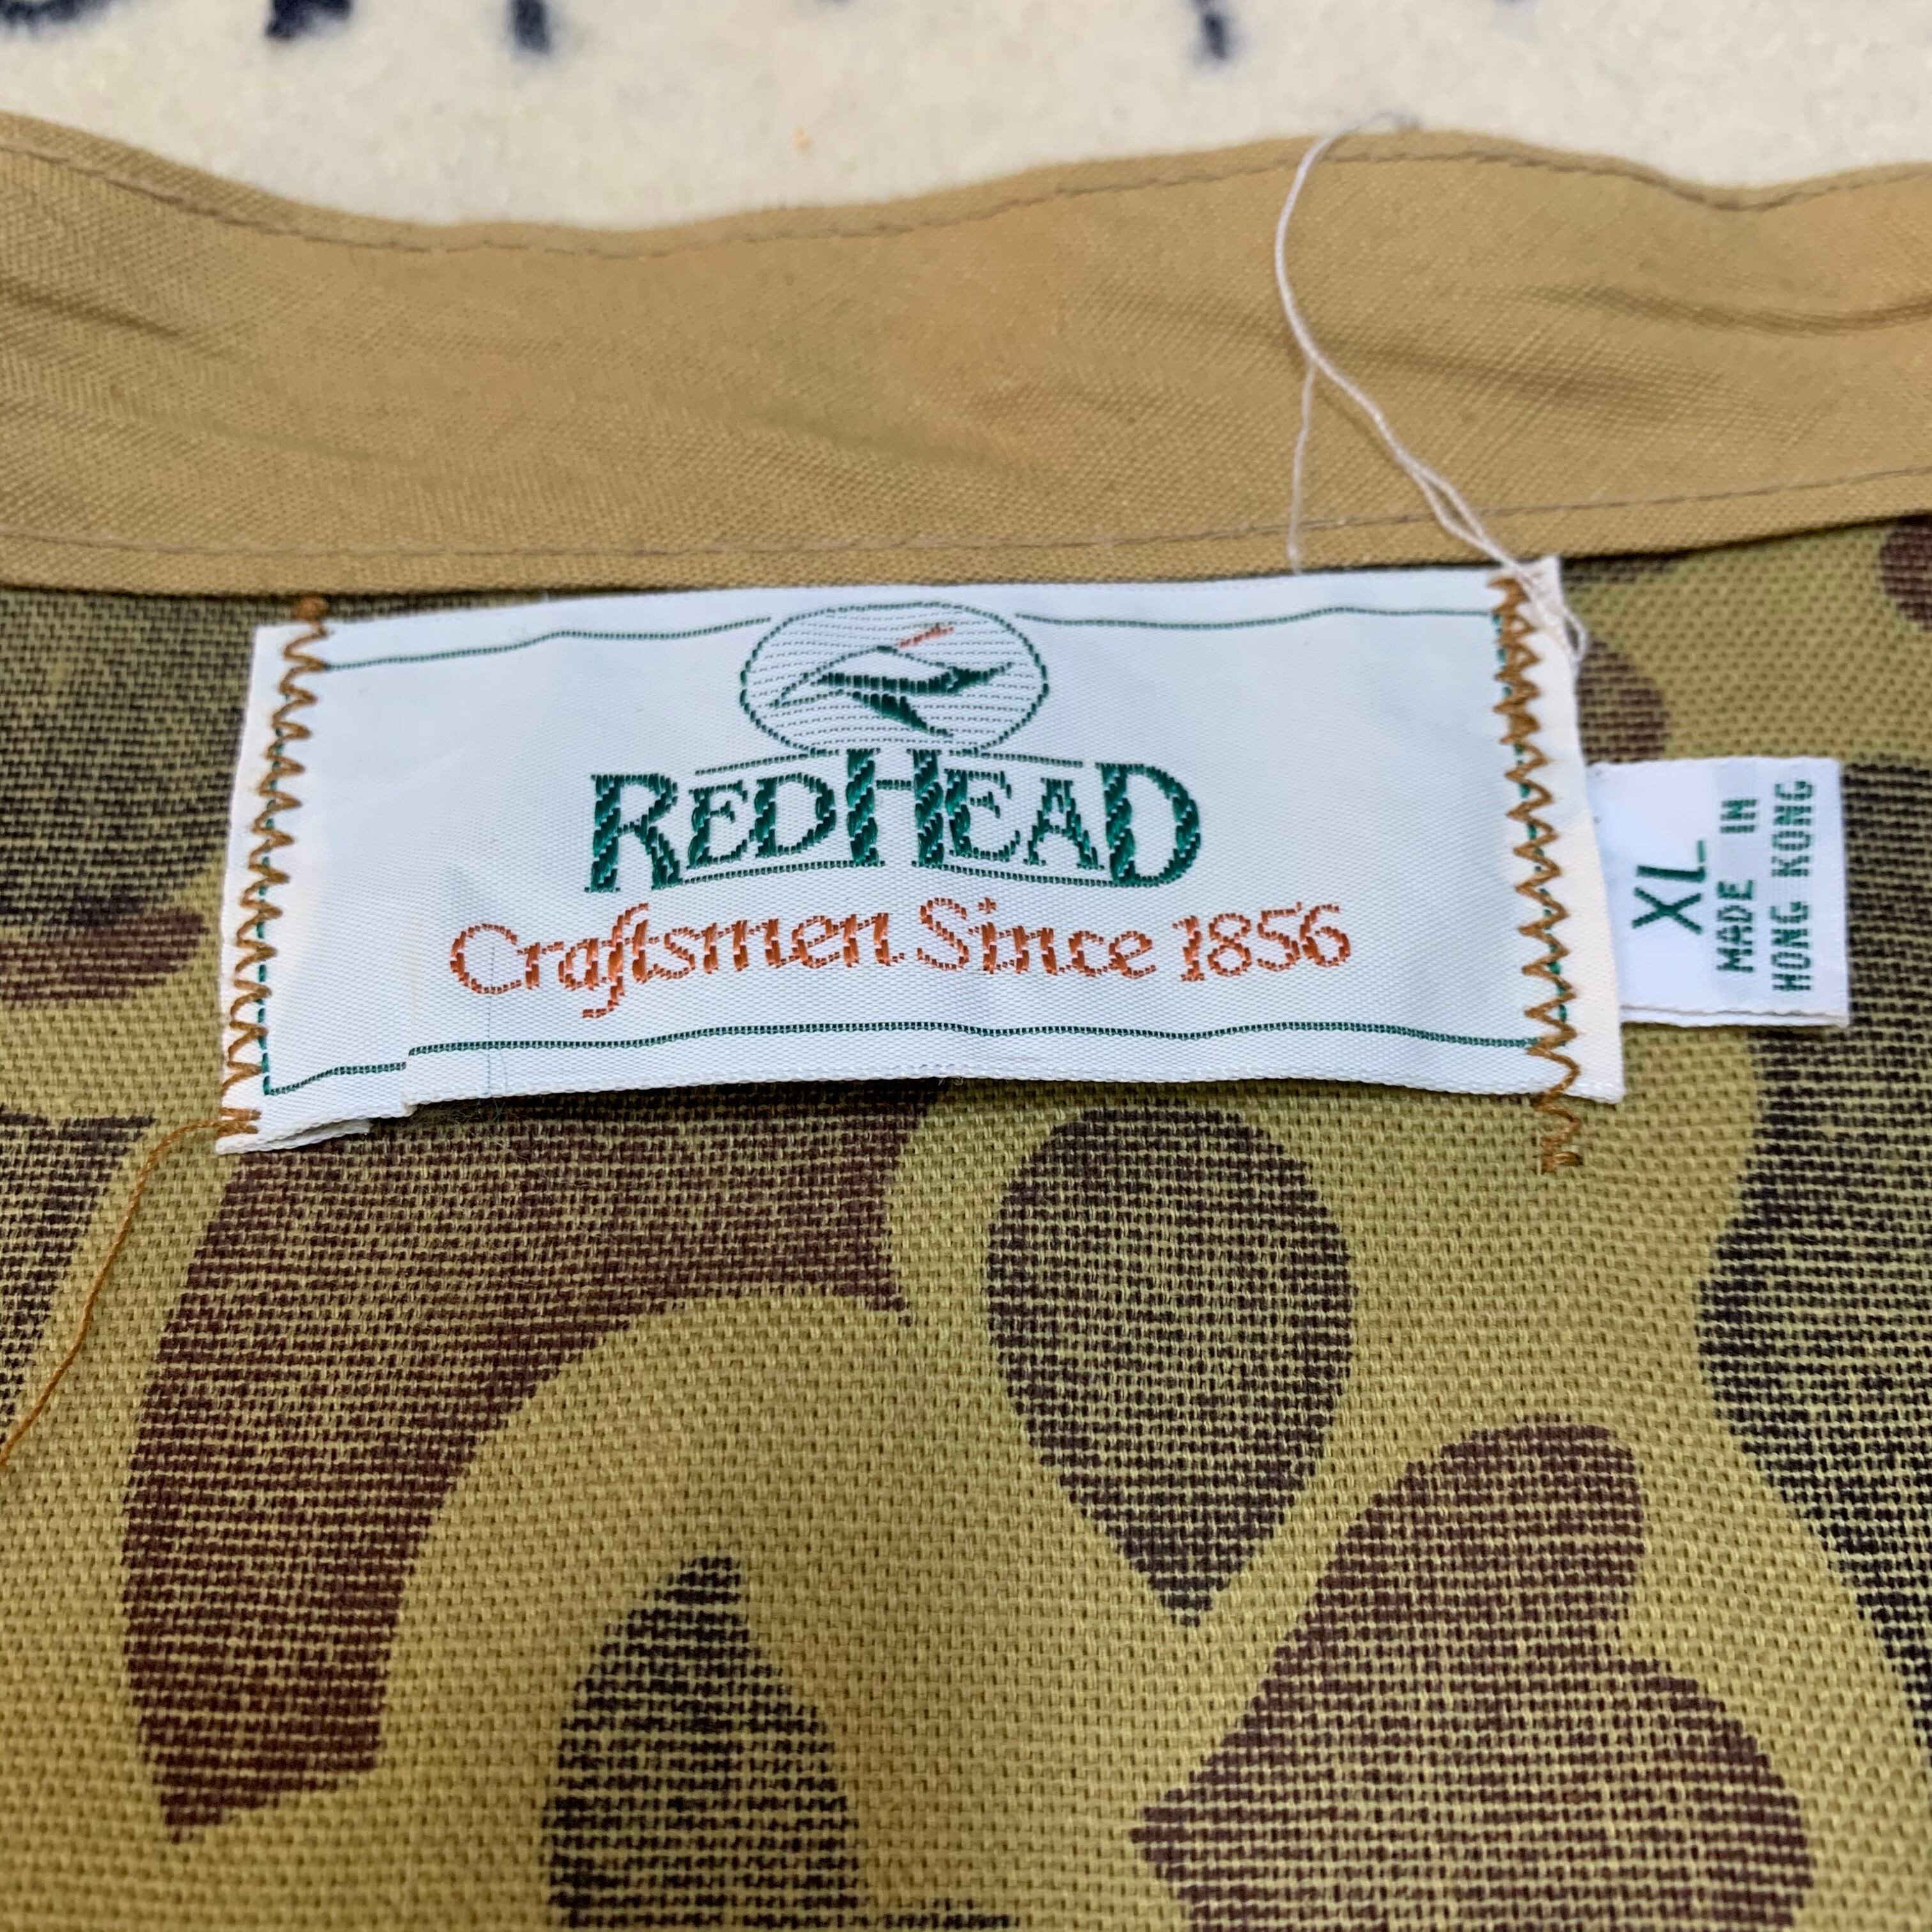 REDHEAD
Craftsmen Since 1856
XL
MADE IN
HONG KONG